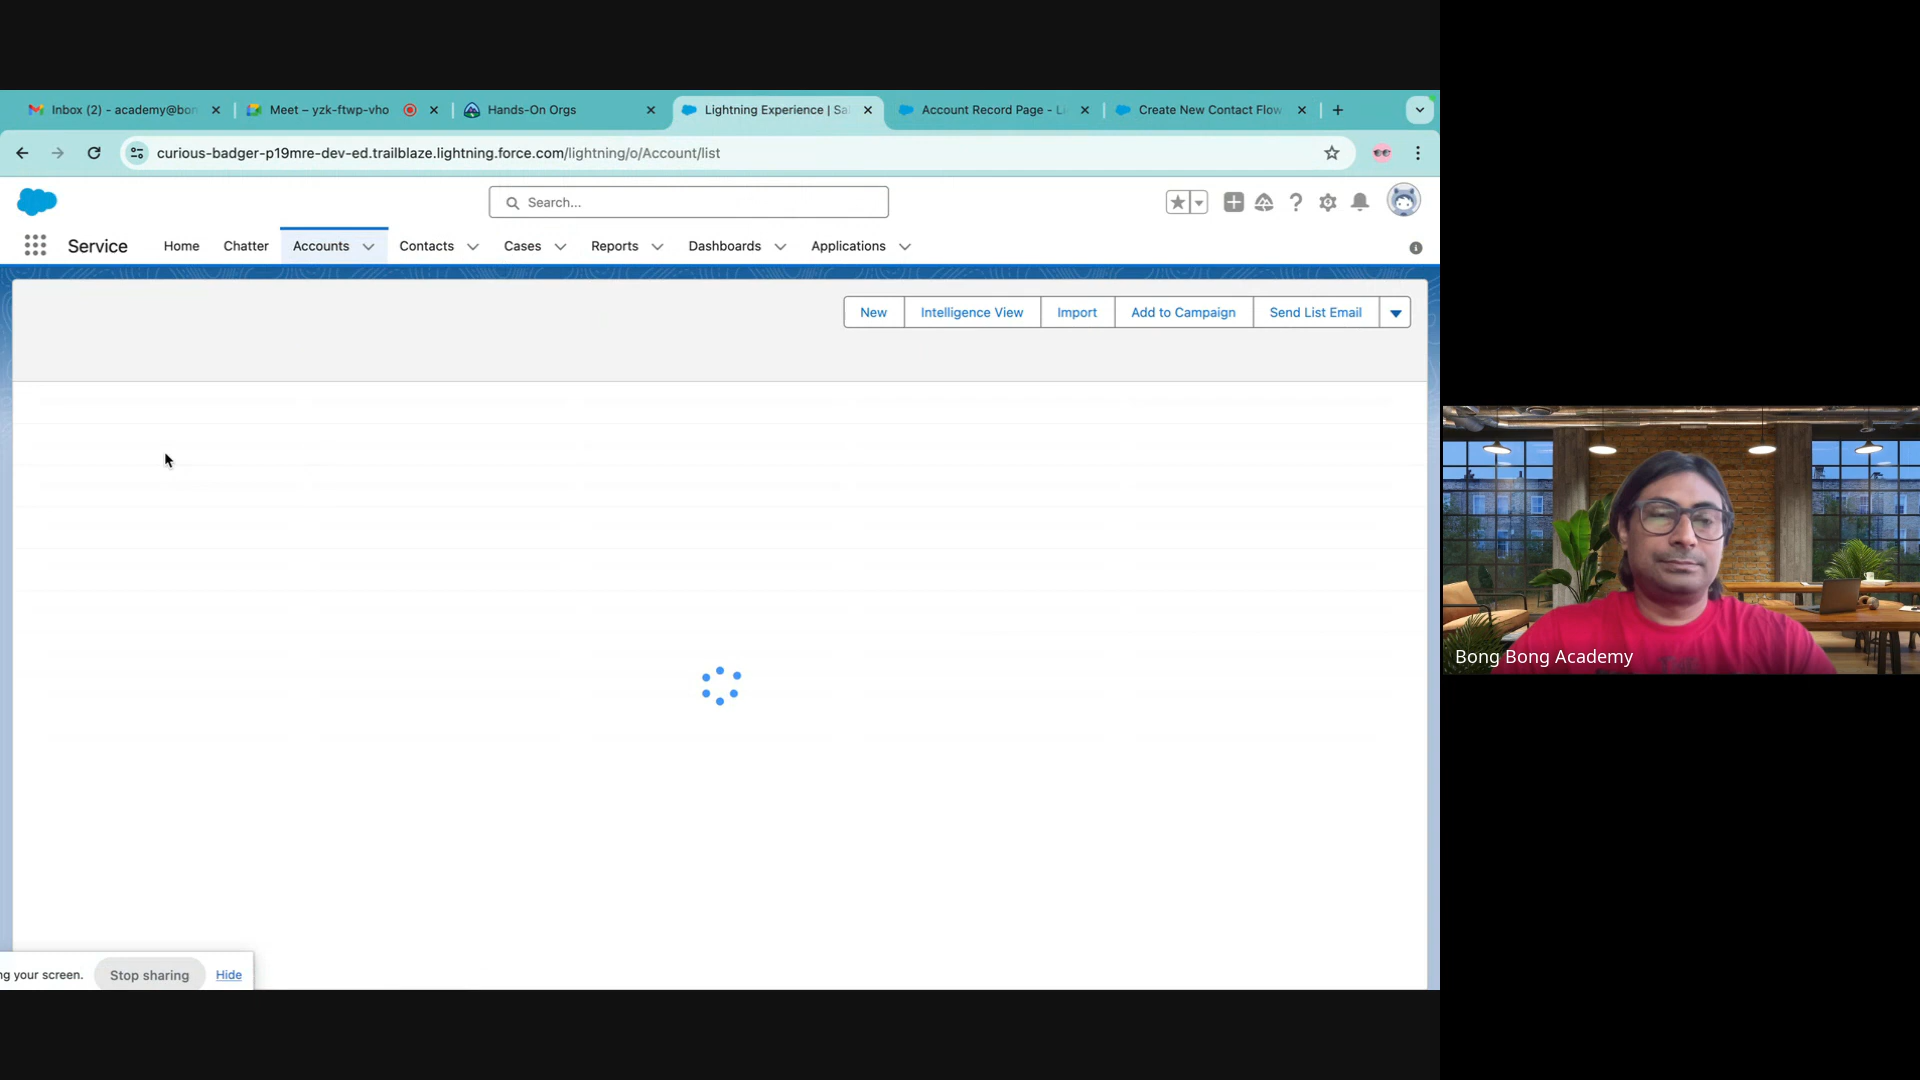 Inbox (2) - academy@bon
Meet – yzk-ftwp-vho
Hands-On Orgs
Lightning Experience | Sa
Account Record Page - Li
Create New Contact Flow
curious-badger-p19mre-dev-ed.trailblaze.lightning.force.com/lightning/o/Account/list
Search...
Service
Home
Chatter
Accounts
Contacts
Cases
Reports
Dashboards
Applications
New
Intelligence View
Import
Add to Campaign
Send List Email
ng your screen.
Stop sharing
Hide
Bong Bong Academy